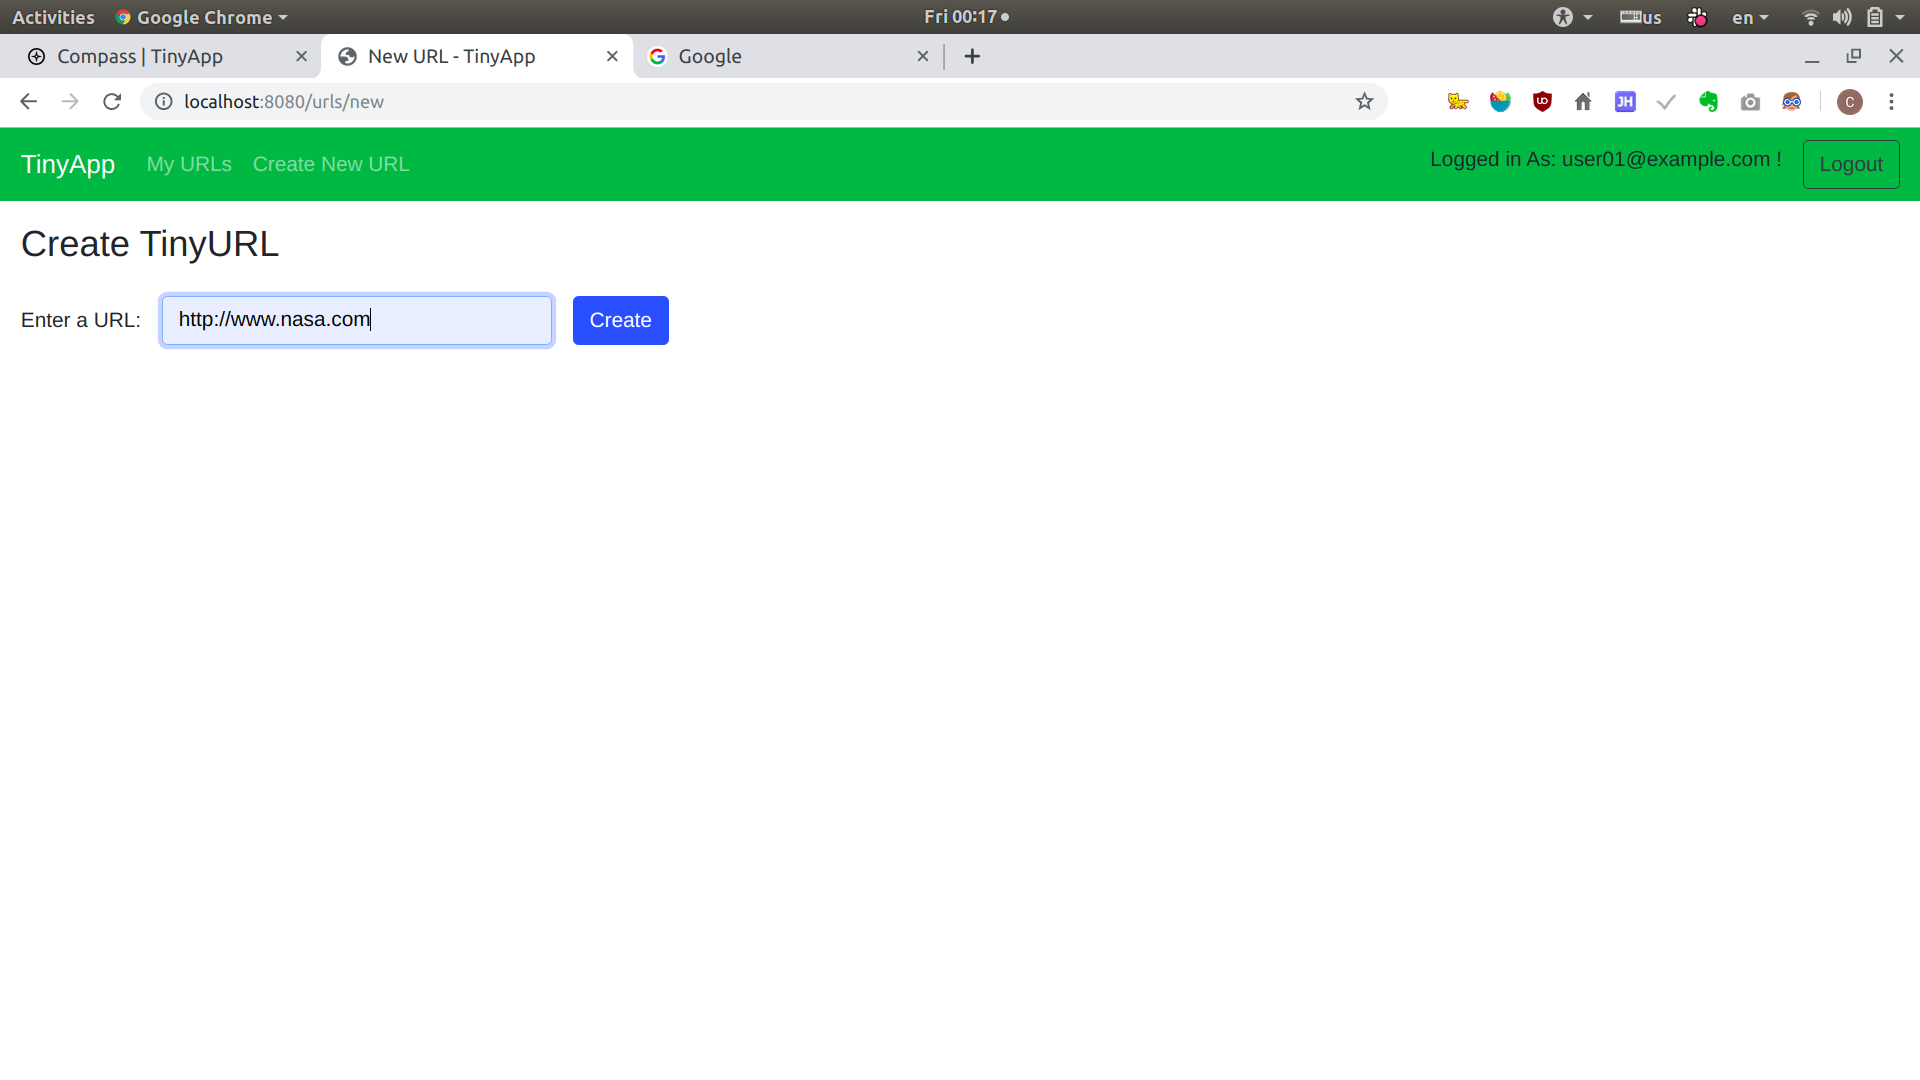 Activities Google Chrome Fri 00:17 us en
Compass | TinyApp New URL - TinyApp Google
localhost:8080/urls/new UO JH C
TinyApp My URLs Create New URL Logged in As: user01@example.com ! Logout
Create TinyURL
Enter a URL: http://www.nasa.com Create